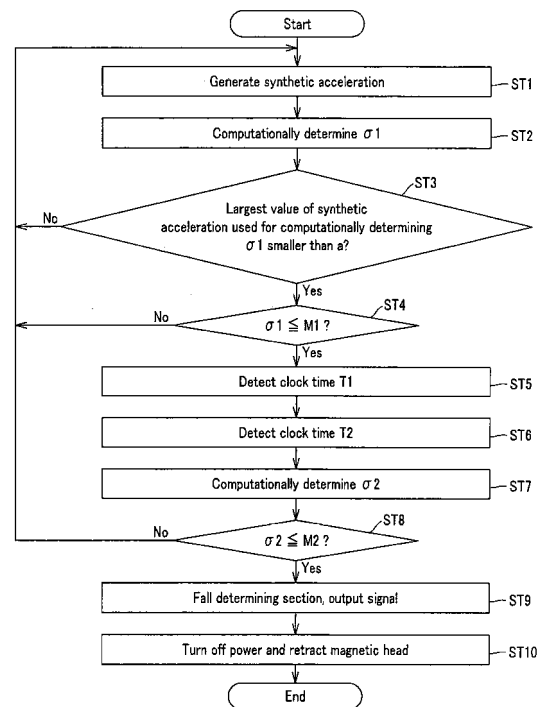 Start
Generate synthetic acceleration
ST1
Computationally determine σ1
ST2
ST3
Largest value of synthetic
acceleration used for computationally determining
σ1 smaller than a?
No
Yes
ST4
σ1 ≦ M1 ?
No
Yes
Detect clock time T1
ST5
Detect clock time T2
ST6
Computationally determine σ2
ST7
ST8
σ2 ≦ M2 ?
No
Yes
Fall determining section, output signal
ST9
Turn off power and retract magnetic head
ST10
End